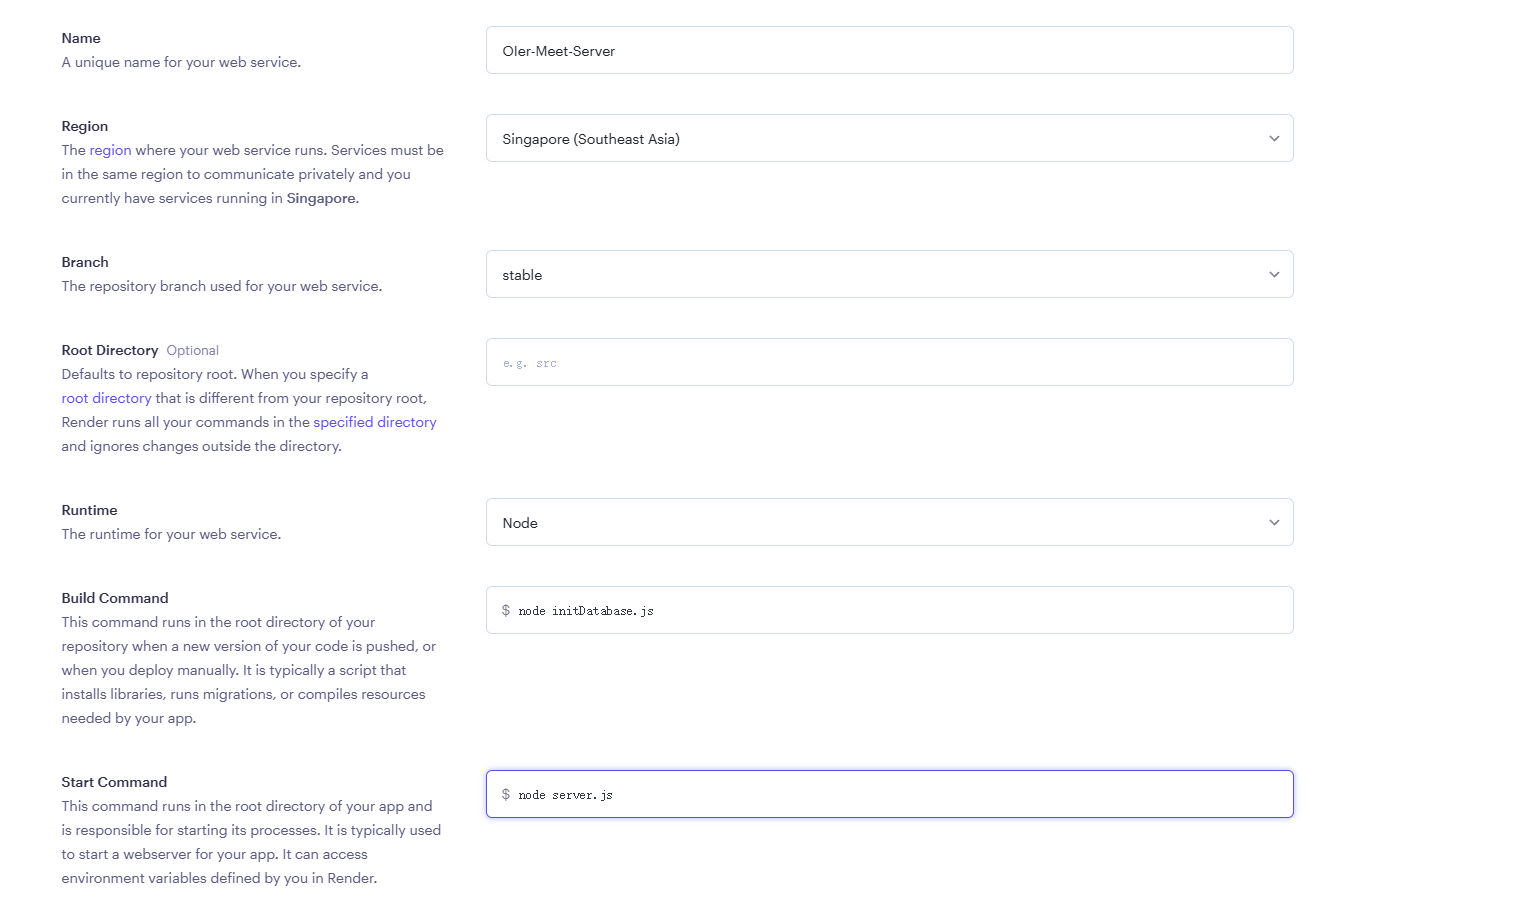 Name
A unique name for your web service.
OIer-Meet-Server
Region
The region where your web service runs. Services must be
in the same region to communicate privately and you
currently have services running in Singapore.
Singapore (Southeast Asia)
Branch
The repository branch used for your web service.
stable
Root Directory Optional
Defaults to repository root. When you specify a
root directory that is different from your repository root,
Render runs all your commands in the specified directory
and ignores changes outside the directory.
e.g. src
Runtime
The runtime for your web service.
Node
Build Command
This command runs in the root directory of your
repository when a new version of your code is pushed, or
when you deploy manually. It is typically a script that
installs libraries, runs migrations, or compiles resources
needed by your app.
$ node initDatabase.js
Start Command
This command runs in the root directory of your app and
is responsible for starting its processes. It is typically used
to start a webserver for your app. It can access
environment variables defined by you in Render.
$ node server.js